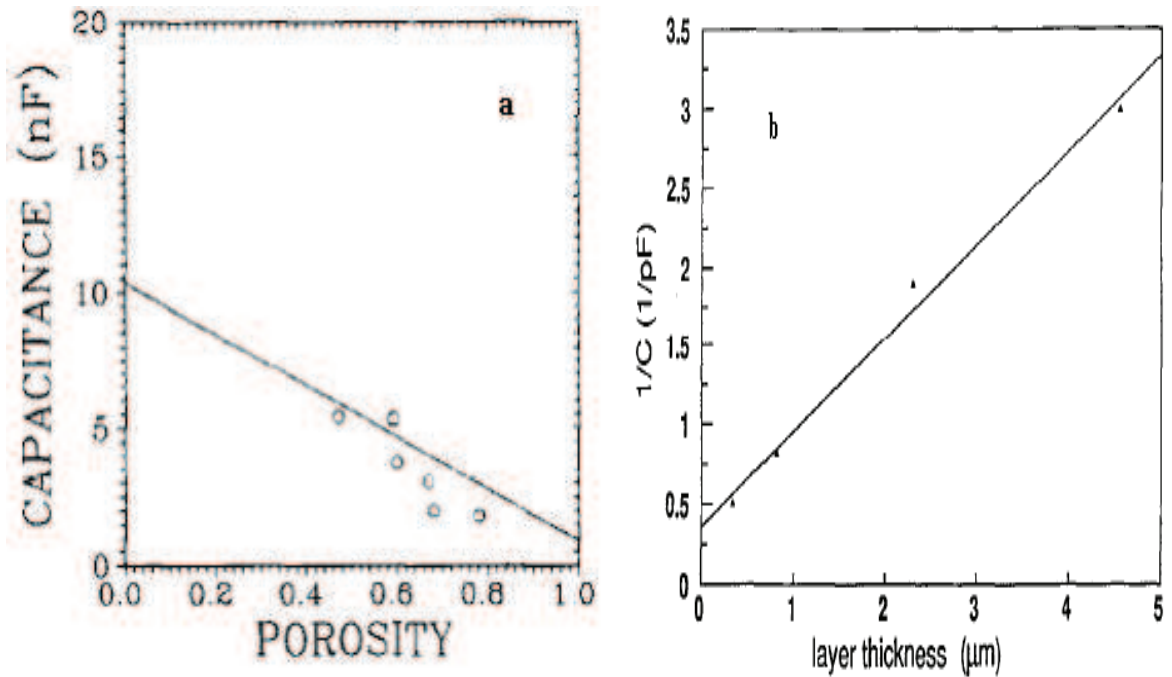 20
15
10
5
0
CAPACITANCE (nF)
a
0.0 0.2 0.4 0.6 0.8 1.0
POROSITY
3.5
3
2.5
2
1.5
1
0.5
0
1/C (1/pF)
b
0 1 2 3 4 5
layer thickness (μm)